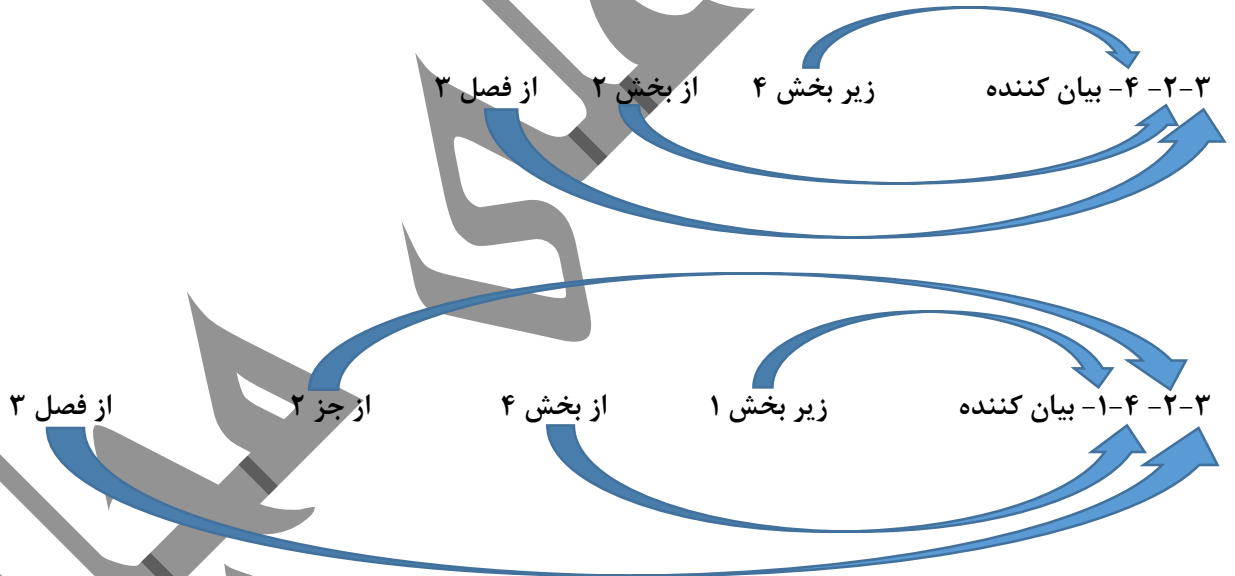 ۳-۲- ۴- بیان کننده زیر بخش ۴ از بخش ۲ از فصل ۳
۳-۲- ۴-۱- بیان کننده زیر بخش ۱ از بخش ۴ از جز ۲ از فصل ۳